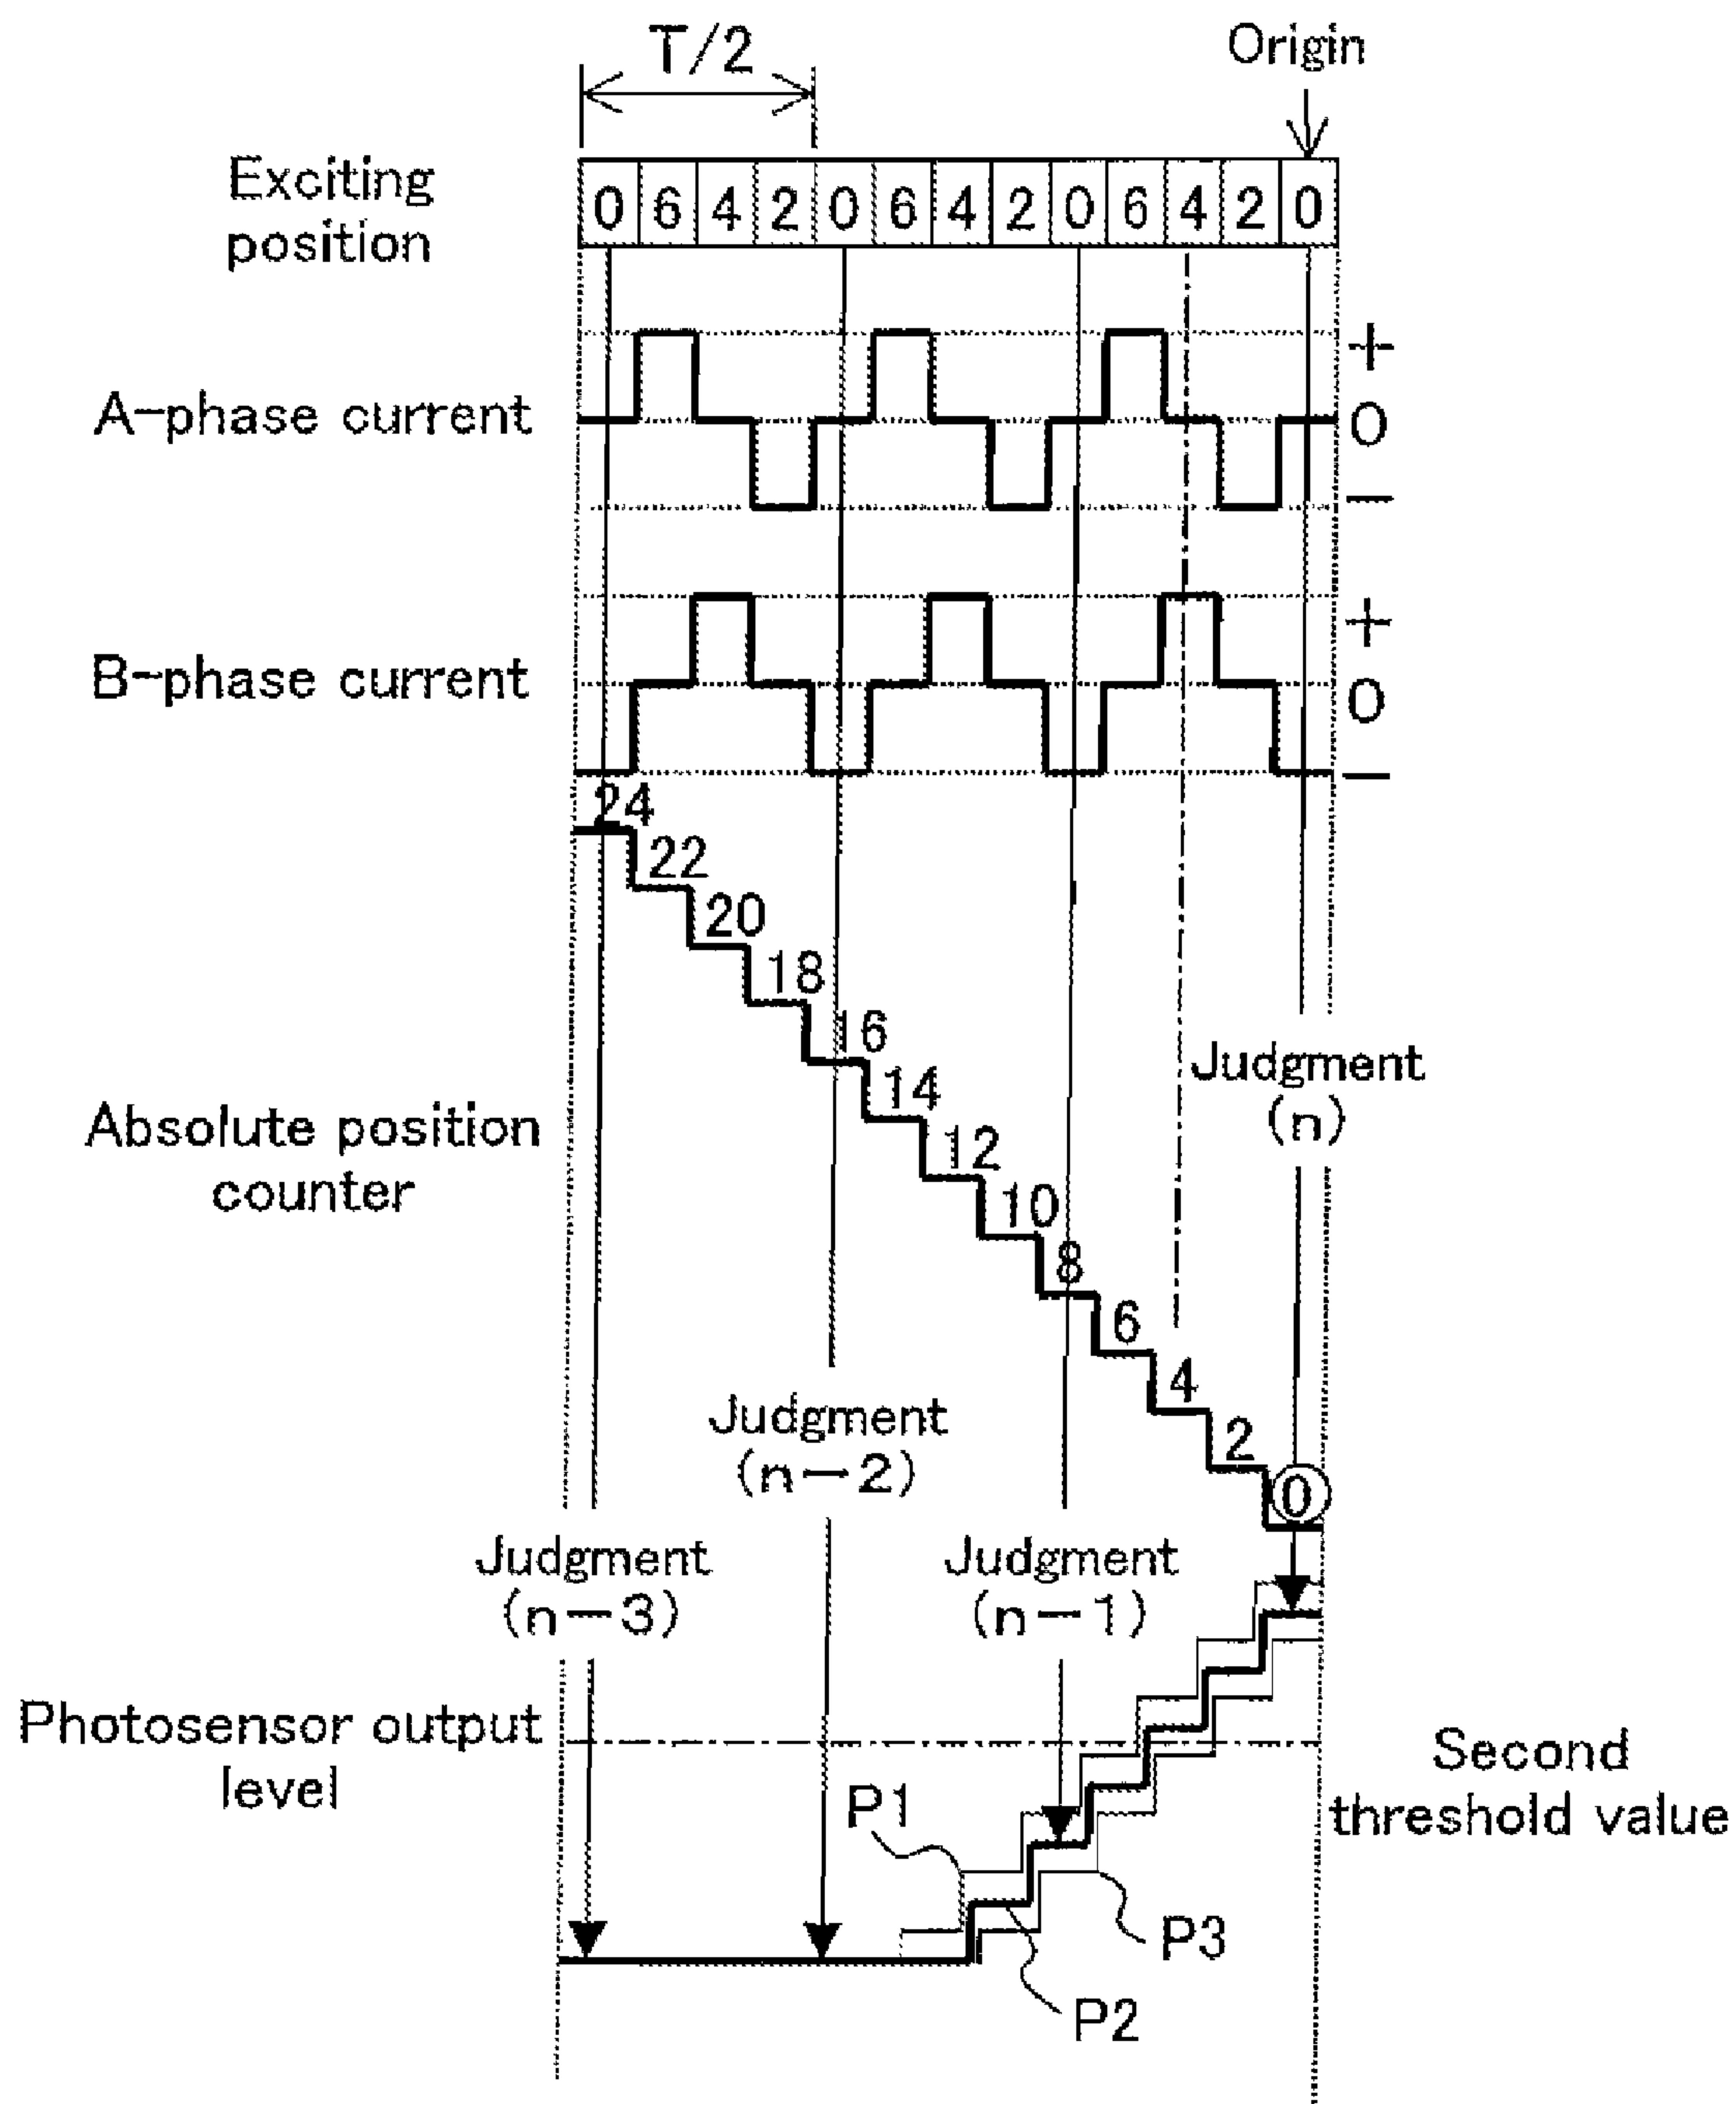 T/2
Origin
Exciting
position
0 6 4 2 0 6 4 2 0 6 4 2 0
A-phase current
+
0
−
B-phase current
+
0
−
24
22
20
18
16
14
12
10
8
6
4
2
0
Absolute position
counter
Judgment
(n)
Judgment
(n−2)
Judgment
(n−3)
Judgment
(n−1)
Photosensor output
level
Second
threshold value
P1
P3
P2